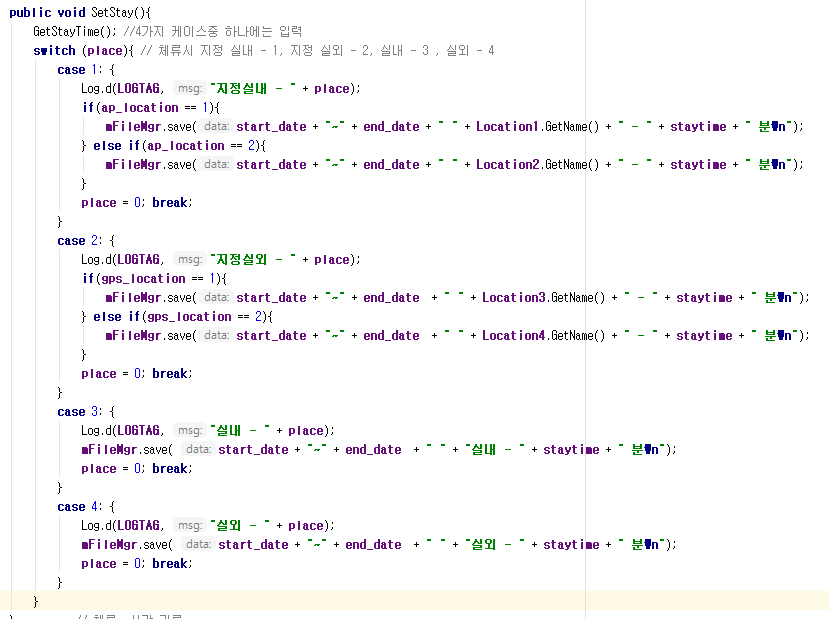 public void SetStay(){
GetStayTime(); //4가지 케이스중 하나에는 입력
switch (place){ // 체류시 지정 실내 - 1, 지정 실외 - 2, 실내 - 3 , 실외 - 4
case 1: {
Log.d(LOGTAG, msg: "지정실내 - " + place);
if(ap_location == 1){
mFileMgr.save( data: start_date + "~" + end_date + " " + Location1.GetName() + " - " + staytime + " 분₩n");
} else if(ap_location == 2){
mFileMgr.save( data: start_date + "~" + end_date + " " + Location2.GetName() + " - " + staytime + " 분₩n");
}
place = 0; break;
}
case 2: {
Log.d(LOGTAG, msg: "지정실외 - " + place);
if(gps_location == 1){
mFileMgr.save( data: start_date + "~" + end_date + " " + Location3.GetName() + " - " + staytime + " 분₩n");
} else if(gps_location == 2){
mFileMgr.save( data: start_date + "~" + end_date + " " + Location4.GetName() + " - " + staytime + " 분₩n");
}
place = 0; break;
}
case 3: {
Log.d(LOGTAG, msg: "실내 - " + place);
mFileMgr.save( data: start_date + "~" + end_date + " " + "실내 - " + staytime + " 분₩n");
place = 0; break;
}
case 4: {
Log.d(LOGTAG, msg: "실외 - " + place);
mFileMgr.save( data: start_date + "~" + end_date + " " + "실외 - " + staytime + " 분₩n");
place = 0; break;
}
}